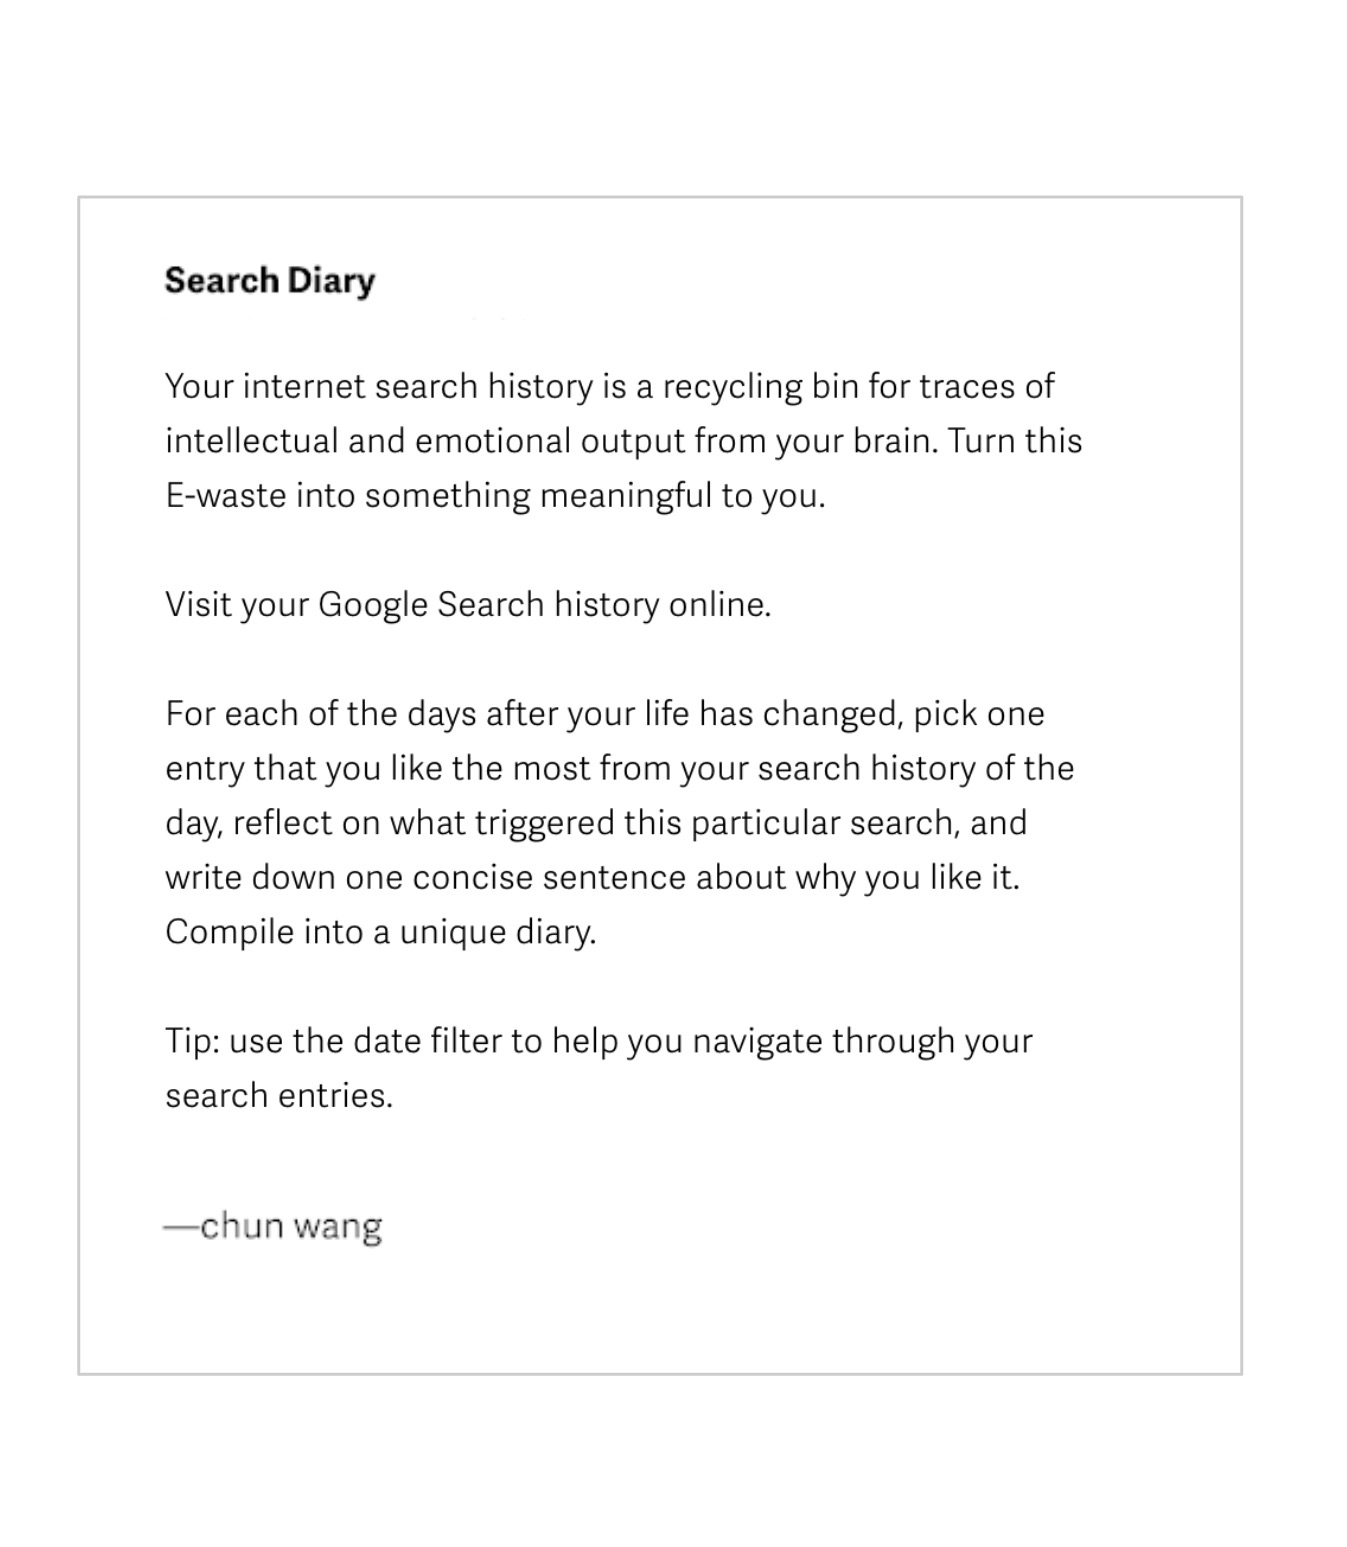 Search Diary
Your internet search history is a recycling bin for traces of
intellectual and emotional output from your brain. Turn this
E-waste into something meaningful to you.
Visit your Google Search history online.
For each of the days after your life has changed, pick one
entry that you like the most from your search history of the
day, reflect on what triggered this particular search, and
write down one concise sentence about why you like it.
Compile into a unique diary.
Tip: use the date filter to help you navigate through your
search entries.
—chun wang